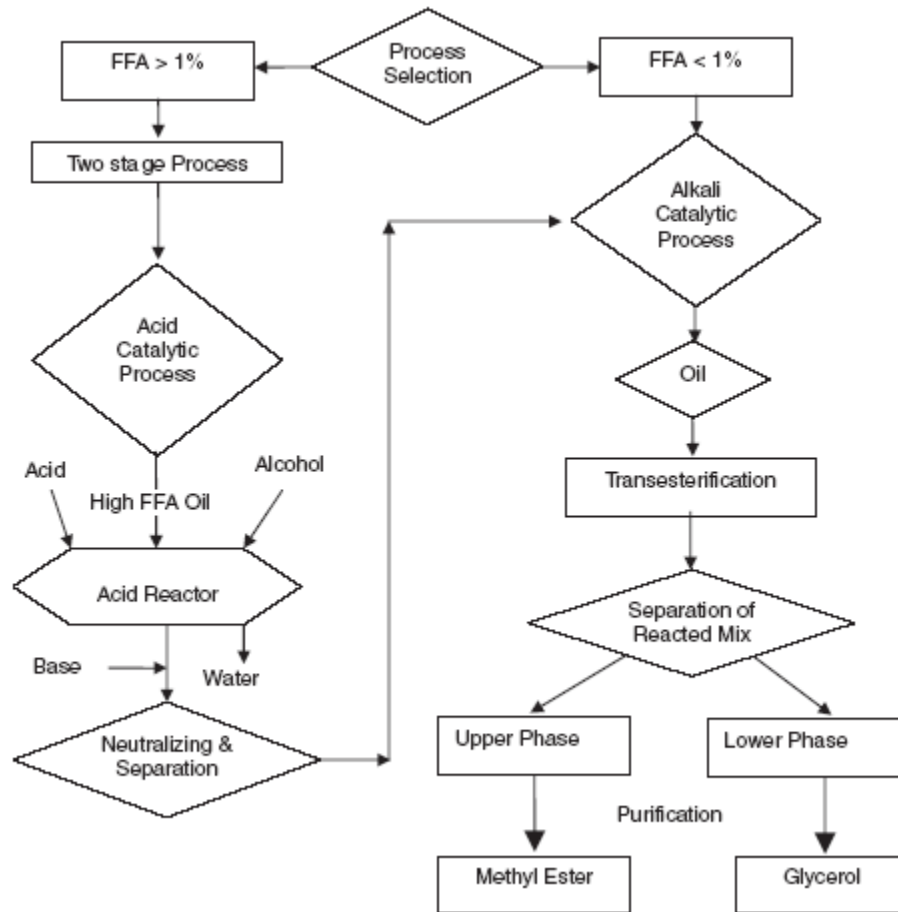 FFA > 1%
Process
Selection
FFA < 1%
Two stage Process
Alkali
Catalytic
Process
Acid
Catalytic
Process
Oil
Acid
Alcohol
High FFA Oil
Transesterification
Acid Reactor
Separation of
Reacted Mix
Base
Water
Neutralizing &
Separation
Upper Phase
Lower Phase
Purification
Methyl Ester
Glycerol